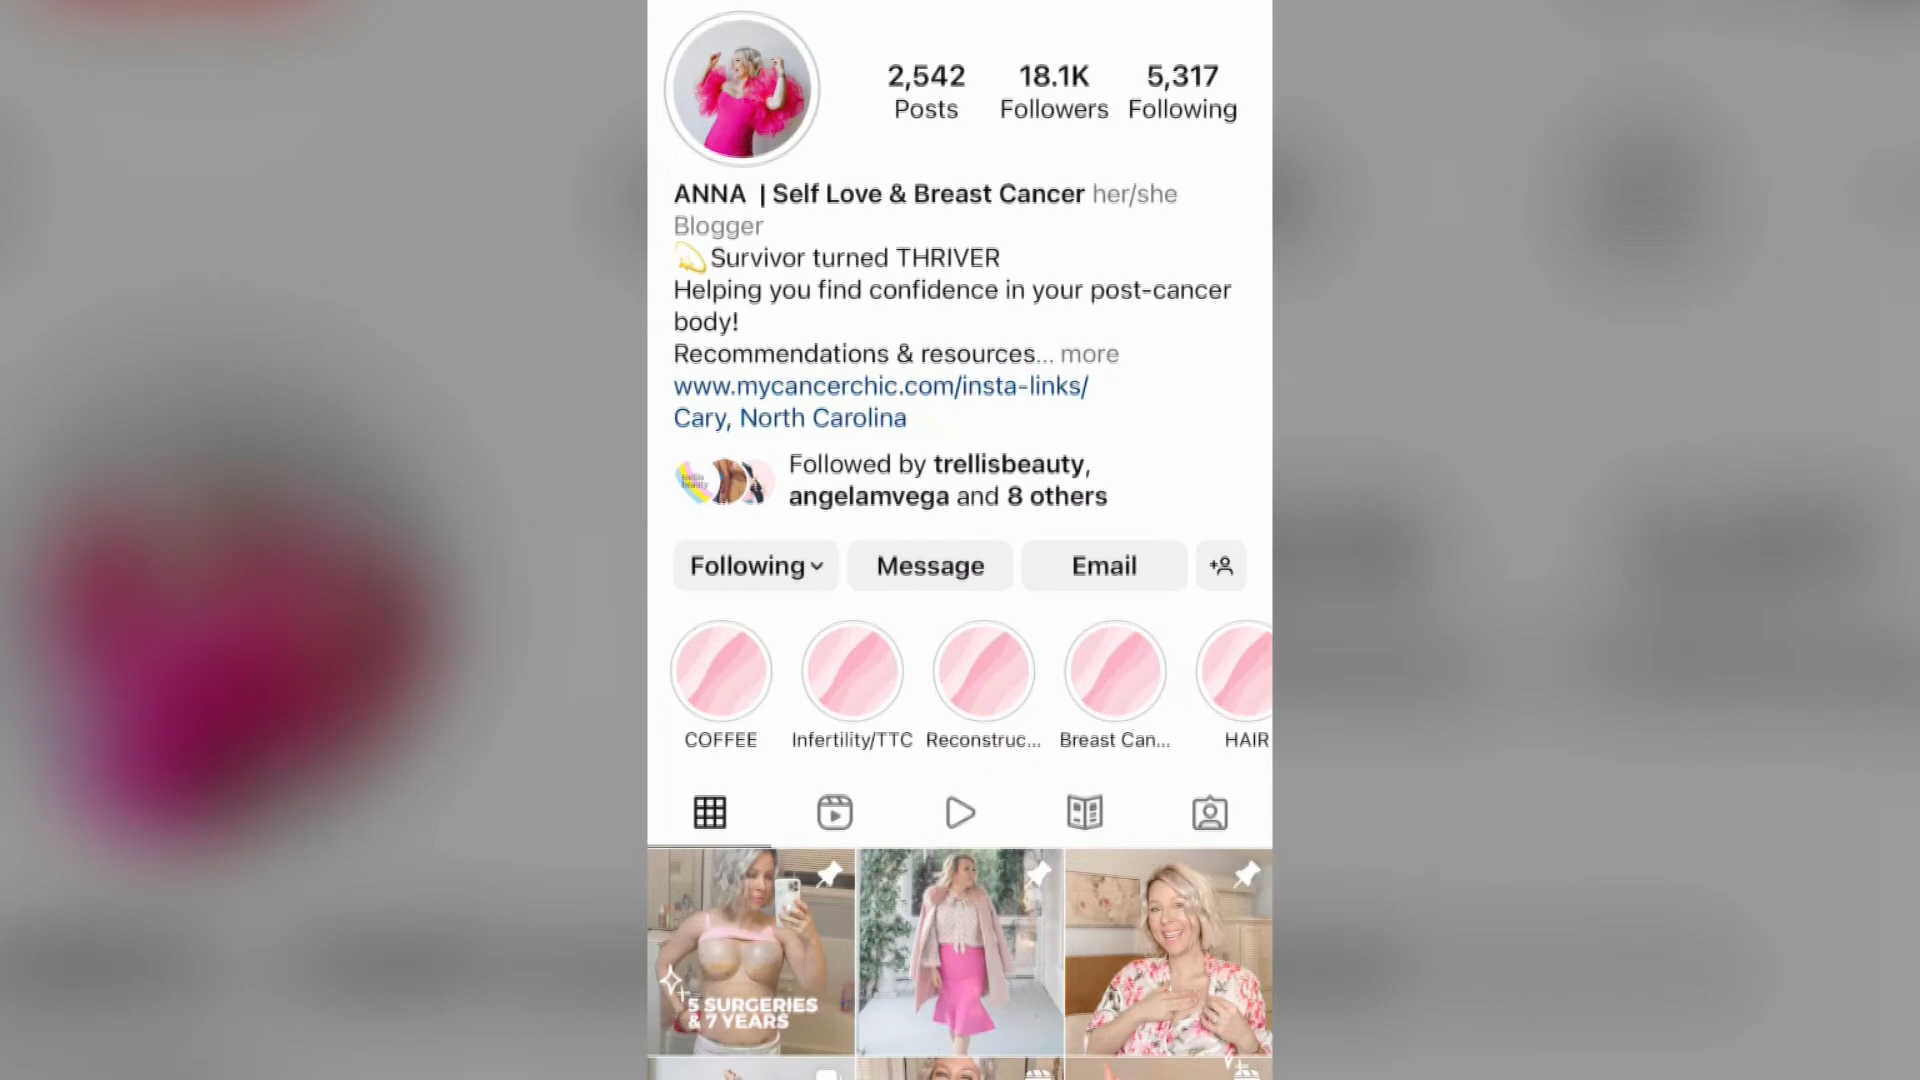 2,542 18.1K 5,317
Posts Followers Following
ANNA | Self Love & Breast Cancer her/she
Blogger
💫Survivor turned THRIVER
Helping you find confidence in your post-cancer
body!
Recommendations & resources... more
www.mycancerchic.com/insta-links/
Cary, North Carolina
trellis
beauty
Followed by trellisbeauty,
angelamvega and 8 others
Following Message Email
COFFEE Infertility/TTC Reconstruc... Breast Can... HAIR
5 SURGERIES
& 7 YEARS